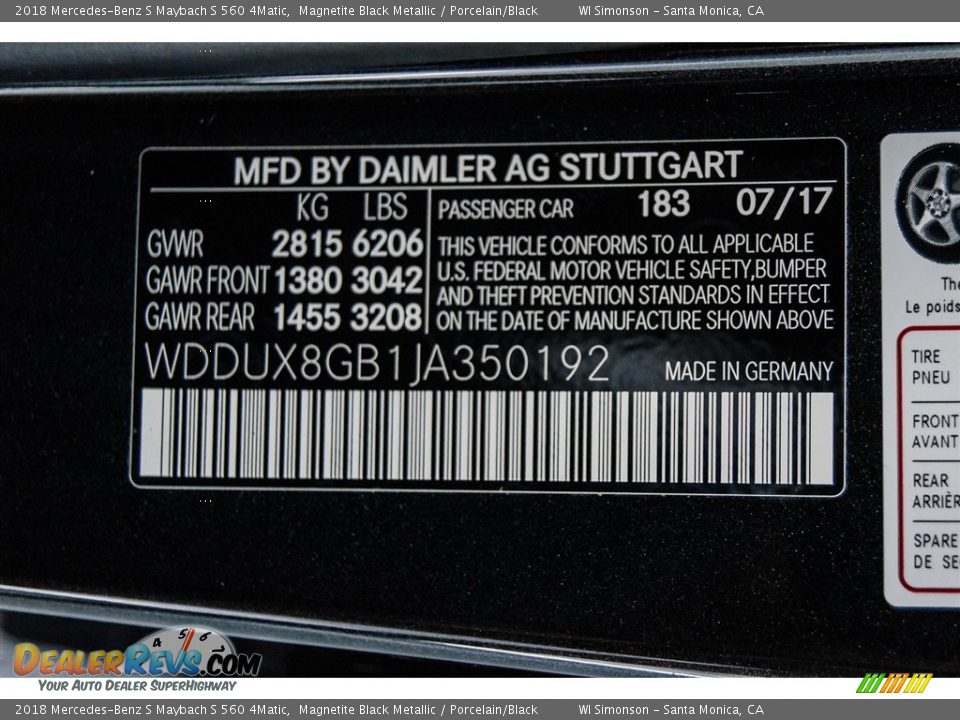 2018 Mercedes-Benz S Maybach S 560 4Matic,  Magnetite Black Metallic / Porcelain/Black        WI Simonson - Santa Monica, CA
MFD BY DAIMLER AG STUTTGART
KG LBS
GVWR 2815 6206
GAWR FRONT 1380 3042
GAWR REAR 1455 3208
PASSENGER CAR 183 07/17
THIS VEHICLE CONFORMS TO ALL APPLICABLE
U.S. FEDERAL MOTOR VEHICLE SAFETY,BUMPER
AND THEFT PREVENTION STANDARDS IN EFFECT
ON THE DATE OF MANUFACTURE SHOWN ABOVE
WDDUX8GB1JA350192
MADE IN GERMANY
The
Le poids
TIRE
PNEU
FRONT
AVANT
REAR
ARRIÈR
SPARE
DE SE
4 5 6
DEALERREVS.COM
YOUR AUTO DEALER SUPERHIGHWAY
2018 Mercedes-Benz S Maybach S 560 4Matic,  Magnetite Black Metallic / Porcelain/Black        WI Simonson - Santa Monica, CA